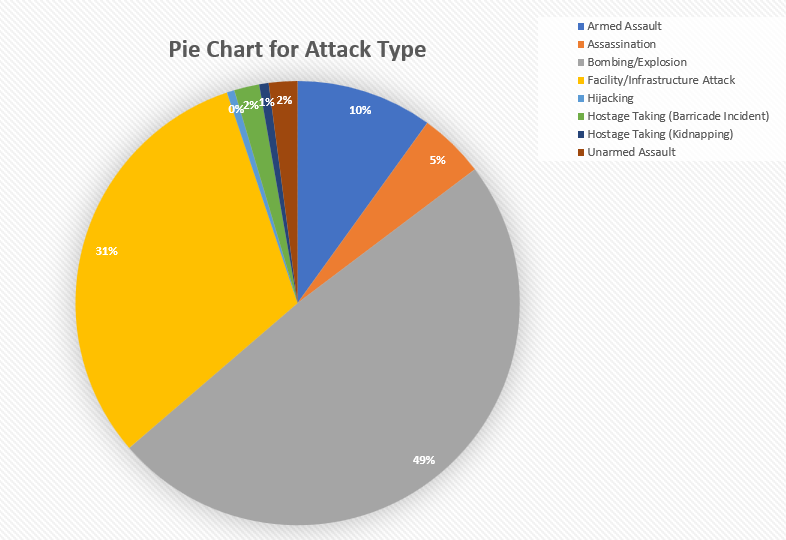 Pie Chart for Attack Type
Armed Assault
Assassination
Bombing/Explosion
Facility/Infrastructure Attack
Hijacking
Hostage Taking (Barricade Incident)
Hostage Taking (Kidnapping)
Unarmed Assault
0%
2%
1%
2%
10%
5%
31%
49%